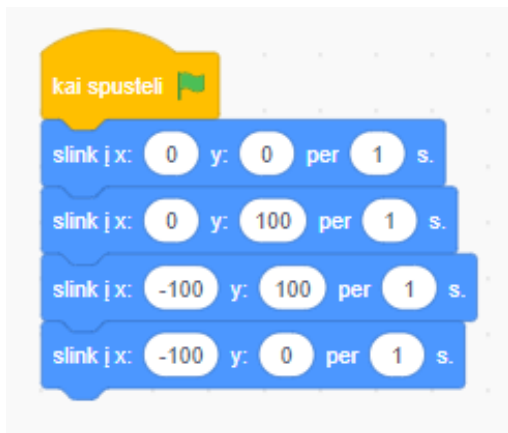 kai spusteli
slink į x: 0 y: 0 per 1 s.
slink į x: 0 y: 100 per 1 s.
slink į x: -100 y: 100 per 1 s.
slink į x: -100 y: 0 per 1 s.